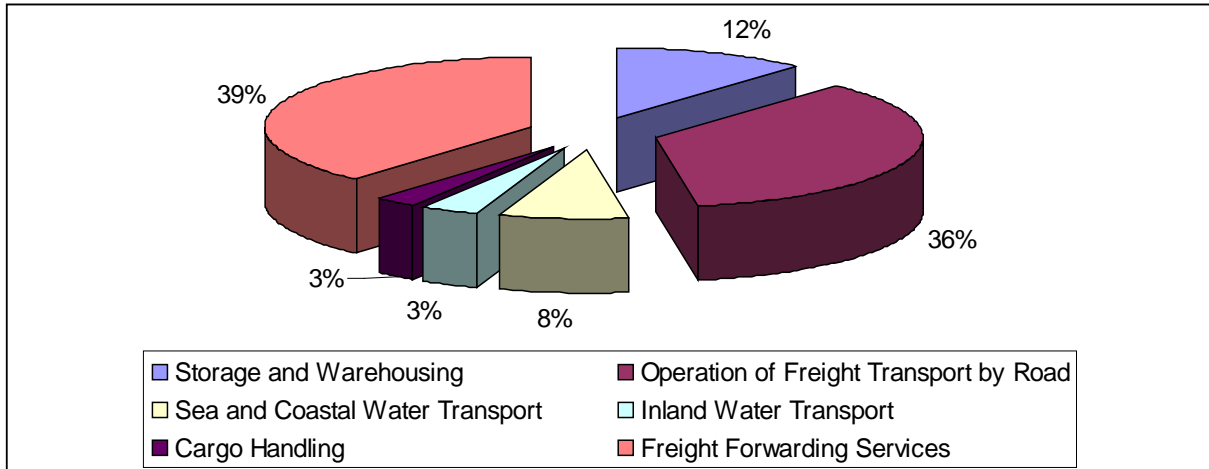 12%
39%
36%
3%
3%
8%
Storage and Warehousing
Operation of Freight Transport by Road
Sea and Coastal Water Transport
Inland Water Transport
Cargo Handling
Freight Forwarding Services